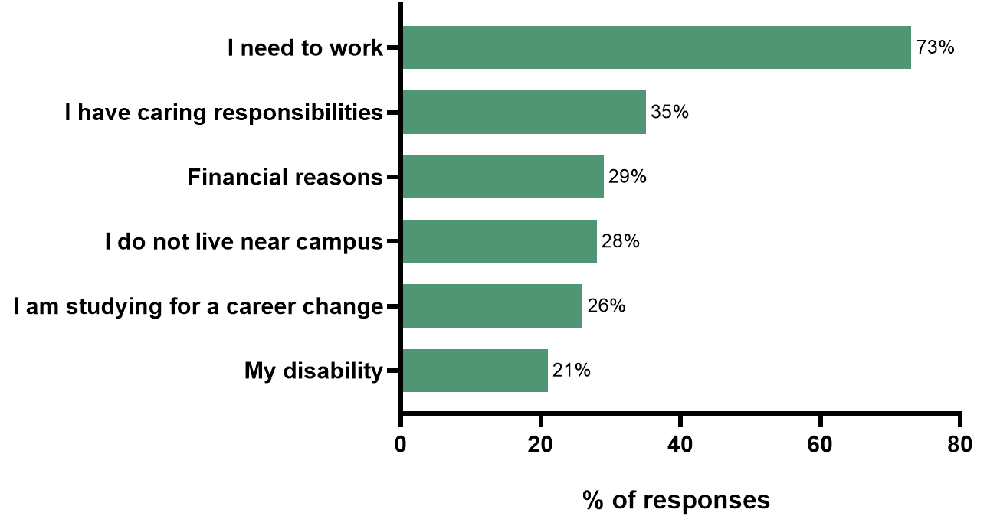 I need to work 73%
I have caring responsibilities 35%
Financial reasons 29%
I do not live near campus 28%
I am studying for a career change 26%
My disability 21%
0 20 40 60 80
% of responses